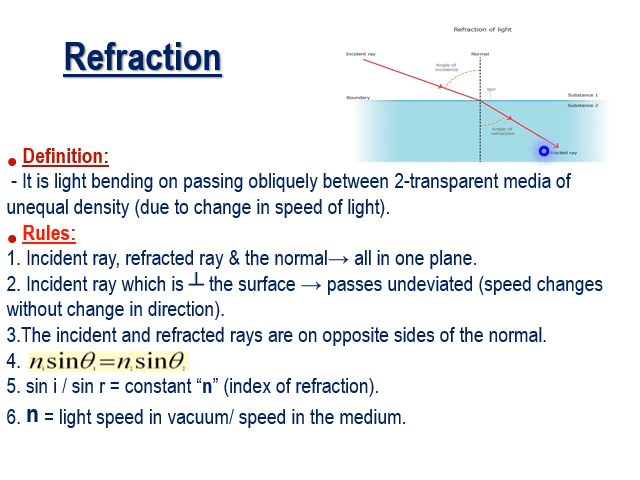 Refraction
Refraction of light
Incident ray
Normal
Angle of
incidence
90°
Boundary
Substance 1
Substance 2
Angle of
refraction
racted ray
• Definition:
- It is light bending on passing obliquely between 2-transparent media of
unequal density (due to change in speed of light).
• Rules:
1. Incident ray, refracted ray & the normal→ all in one plane.
2. Incident ray which is ┴ the surface → passes undeviated (speed changes
without change in direction).
3.The incident and refracted rays are on opposite sides of the normal.
4. n₁sinθ₁=n₂sinθ₂
5. sin i / sin r = constant “n” (index of refraction).
6. n = light speed in vacuum/ speed in the medium.